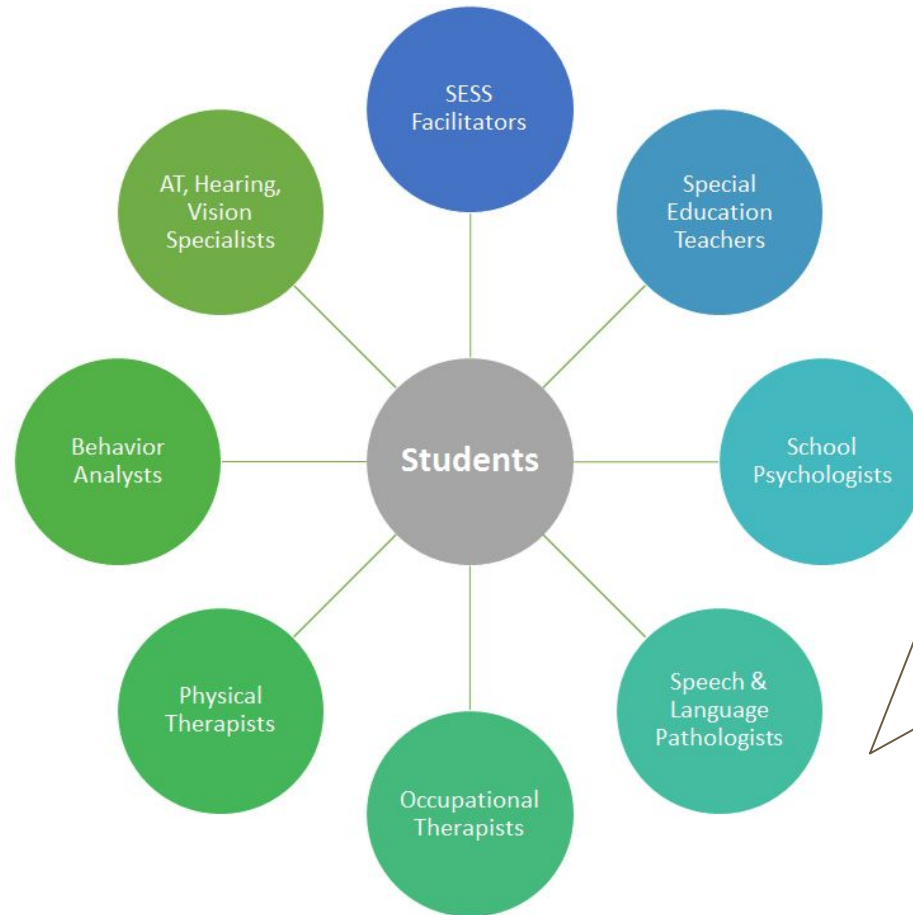 SESS
Facilitators
Special
Education
Teachers
School
Psychologists
Speech &
Language
Pathologists
Occupational
Therapists
Physical
Therapists
Behavior
Analysts
AT, Hearing,
Vision
Specialists
Students